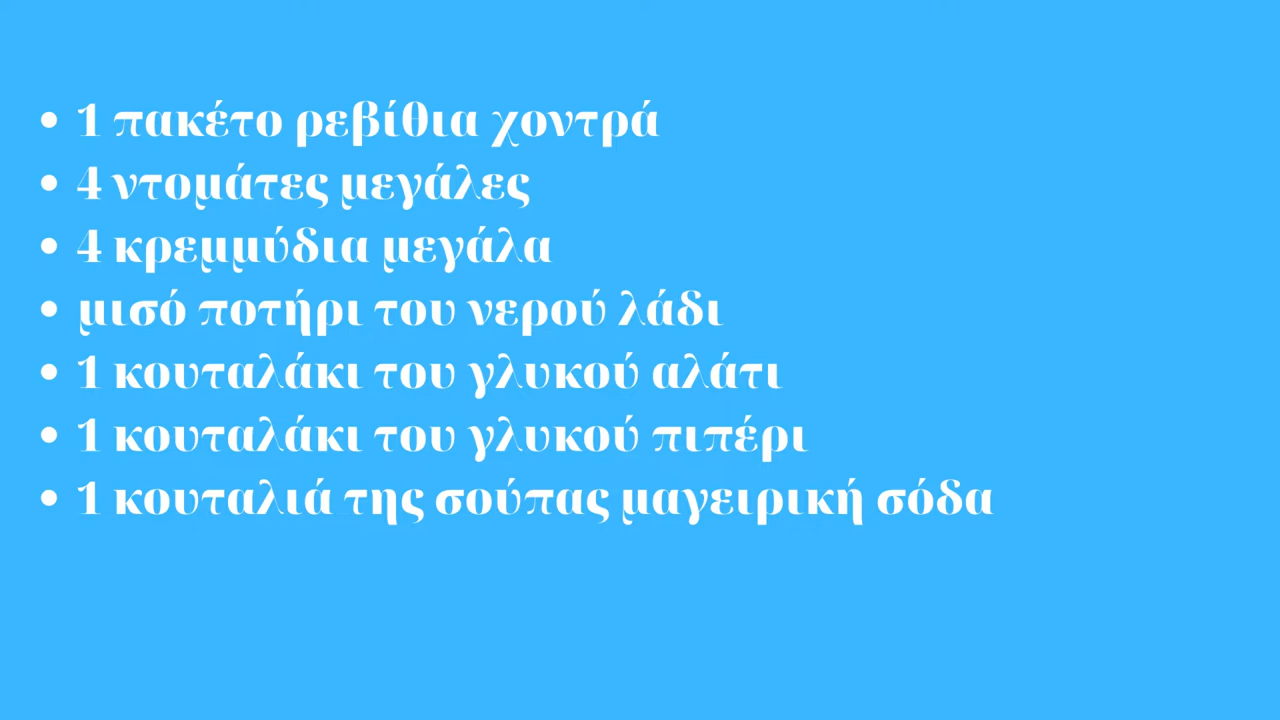 • 1 πακέτο ρεβίθια χοντρά
• 4 ντομάτες μεγάλες
• 4 κρεμμύδια μεγάλα
• μισό ποτήρι του νερού λάδι
• 1 κουταλάκι του γλυκού αλάτι
• 1 κουταλάκι του γλυκού πιπέρι
• 1 κουταλιά της σούπας μαγειρική σόδα